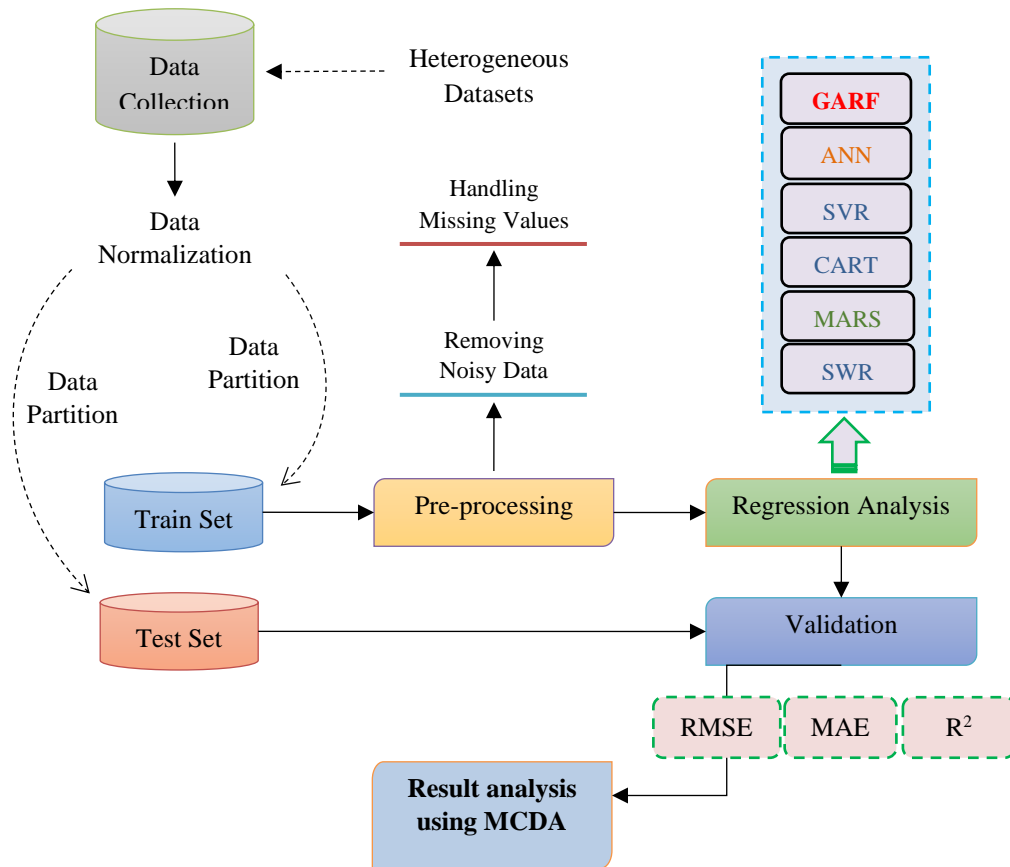 Data
Collection
Heterogeneous
Datasets
GARF
ANN
SVR
CART
MARS
SWR
Handling
Missing Values
Data
Normalization
Removing
Noisy Data
Data
Partition
Data
Partition
Train Set
Pre-processing
Regression Analysis
Test Set
Validation
RMSE
MAE
R²
Result analysis
using MCDA